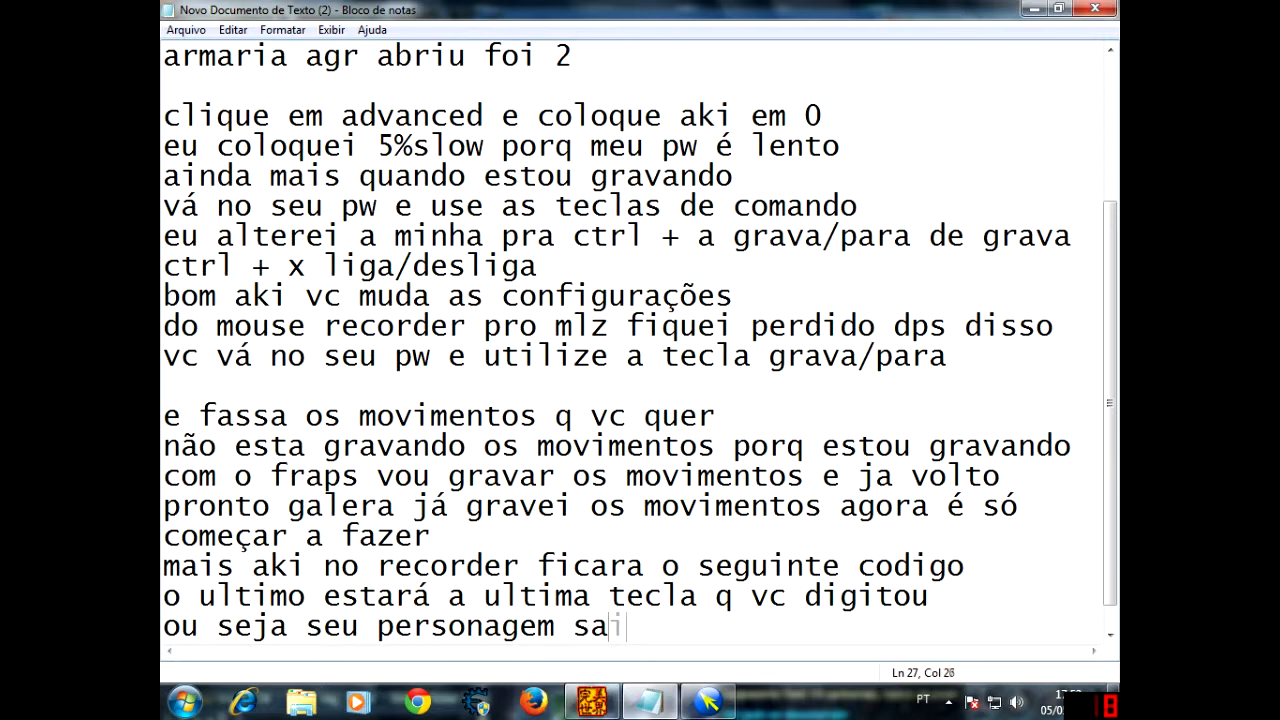 Novo Documento de Texto (2) - Bloco de notas
Arquivo Editar Formatar Exibir Ajuda
armaria agr abriu foi 2
clique em advanced e coloque aki em 0
eu coloquei 5%slow porq meu pw é lento
ainda mais quando estou gravando
vá no seu pw e use as teclas de comando
eu alterei a minha pra ctrl + a grava/para de grava
ctrl + x liga/desliga
bom aki vc muda as configurações
do mouse recorder pro mlz fiquei perdido dps disso
vc vá no seu pw e utilize a tecla grava/para
e fassa os movimentos q vc quer
não esta gravando os movimentos porq estou gravando
com o fraps vou gravar os movimentos e ja volto
pronto galera já gravei os movimentos agora é só
começar a fazer
mais aki no recorder ficara o seguinte codigo
o ultimo estará a ultima tecla q vc digitou
ou seja seu personagem sai
Ln 27, Col 26
PT